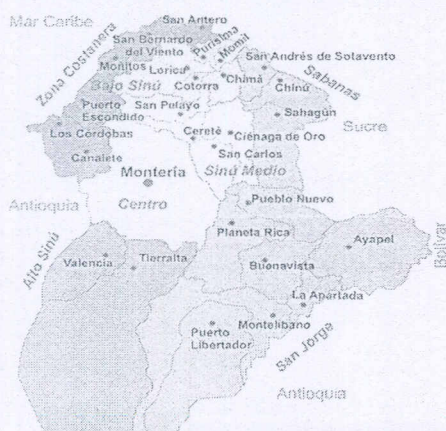 Mar Caribe
San Antero
San Bernardo
del Viento
Purisima
Momil
Zona Costanera
Moñitos
Lorica
San Andrés de Sotavento
Chimá
Bajo Sinú
Cotorra
Chinú
Sabanas
Puerto
Escondido
San Pelayo
Sahagún
Los Córdobas
Cereté
Ciénaga de Oro
Sucre
Canalete
San Carlos
Montería
Sinú Medio
Antioquia
Centro
Pueblo Nuevo
Planeta Rica
Ayapel
Bolívar
Alto Sinú
Valencia
Tierralta
Buenavista
La Apartada
Puerto
Libertador
Montelibano
San Jorge
Antioquia